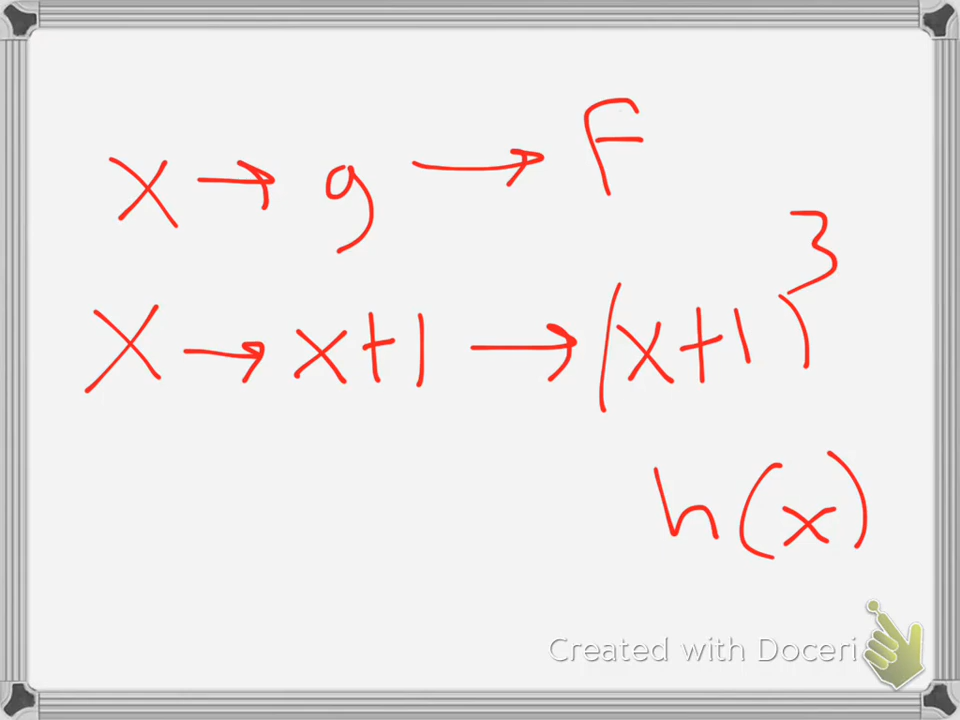 x → g → F
x → x+1 → (x+1)³
h(x)
Created with Doceri